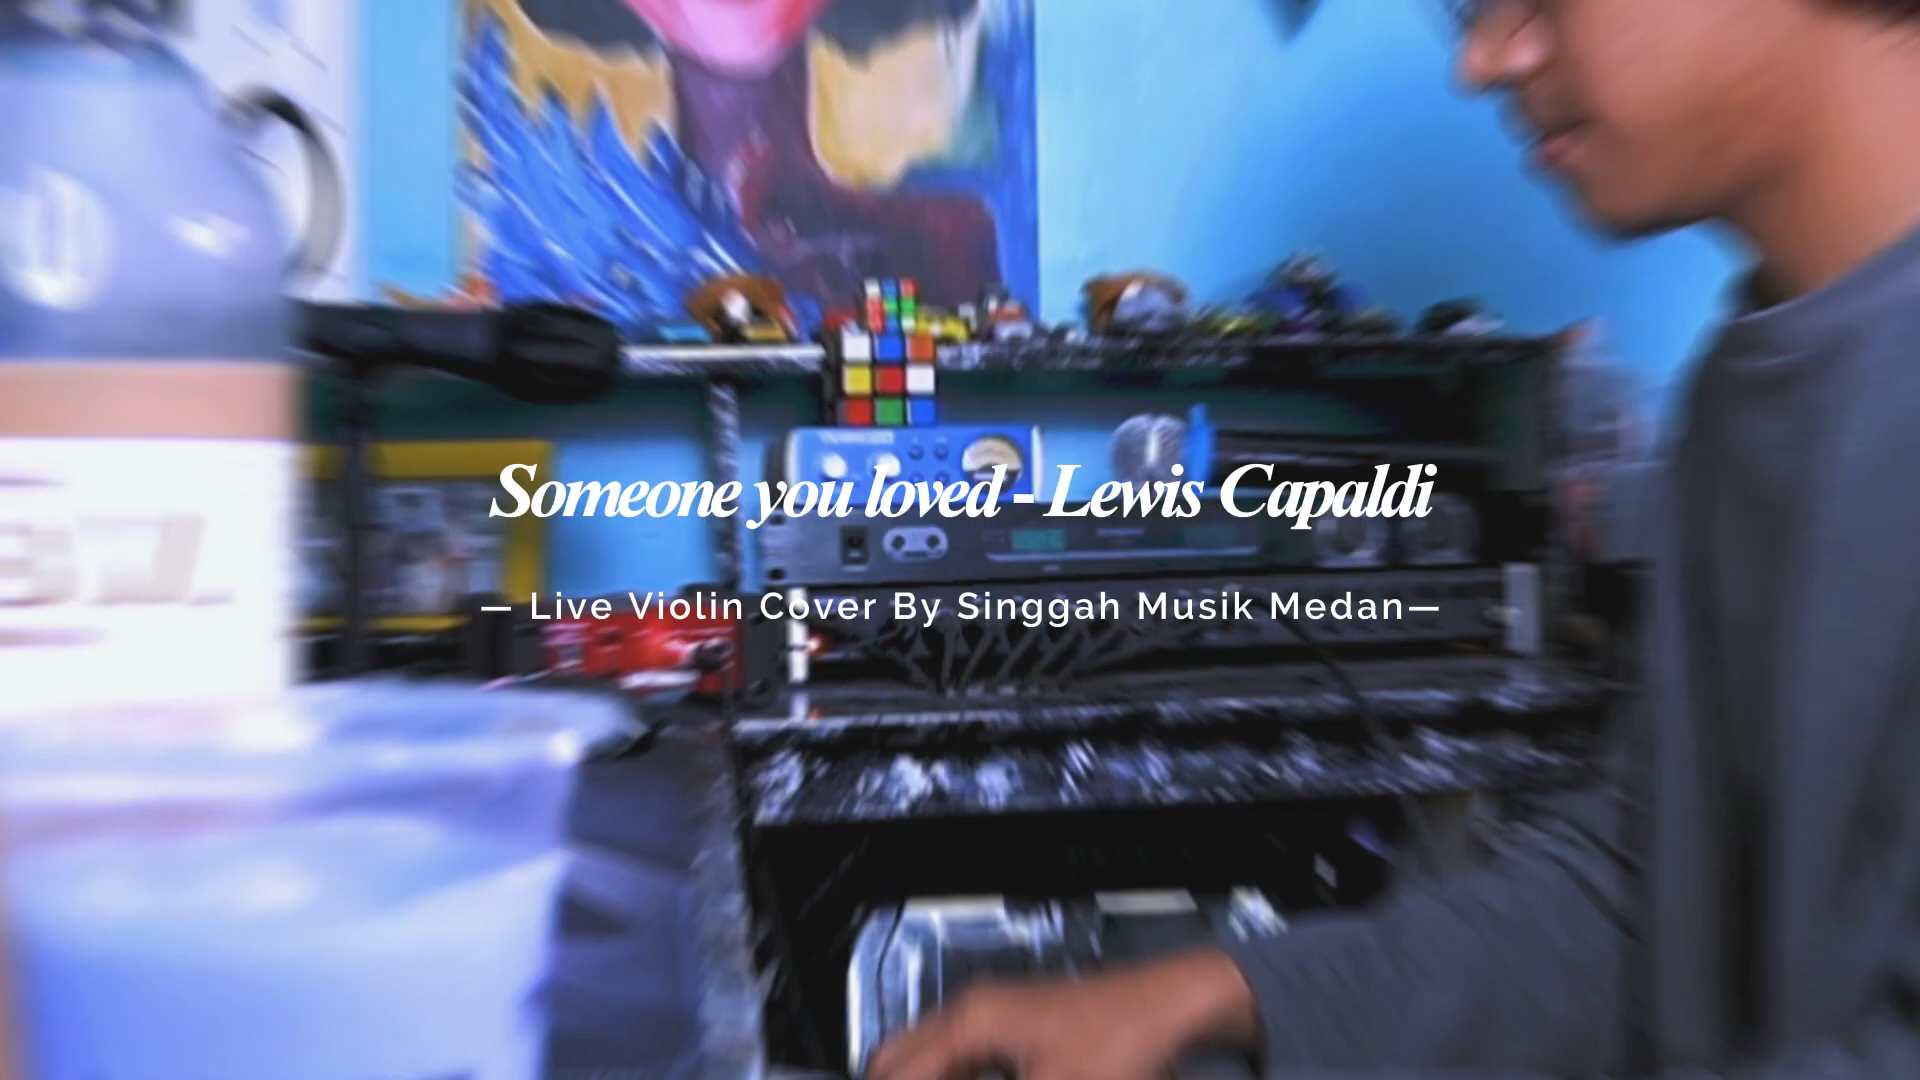 Someone you loved - Lewis Capaldi
— Live Violin Cover By Singgah Musik Medan—